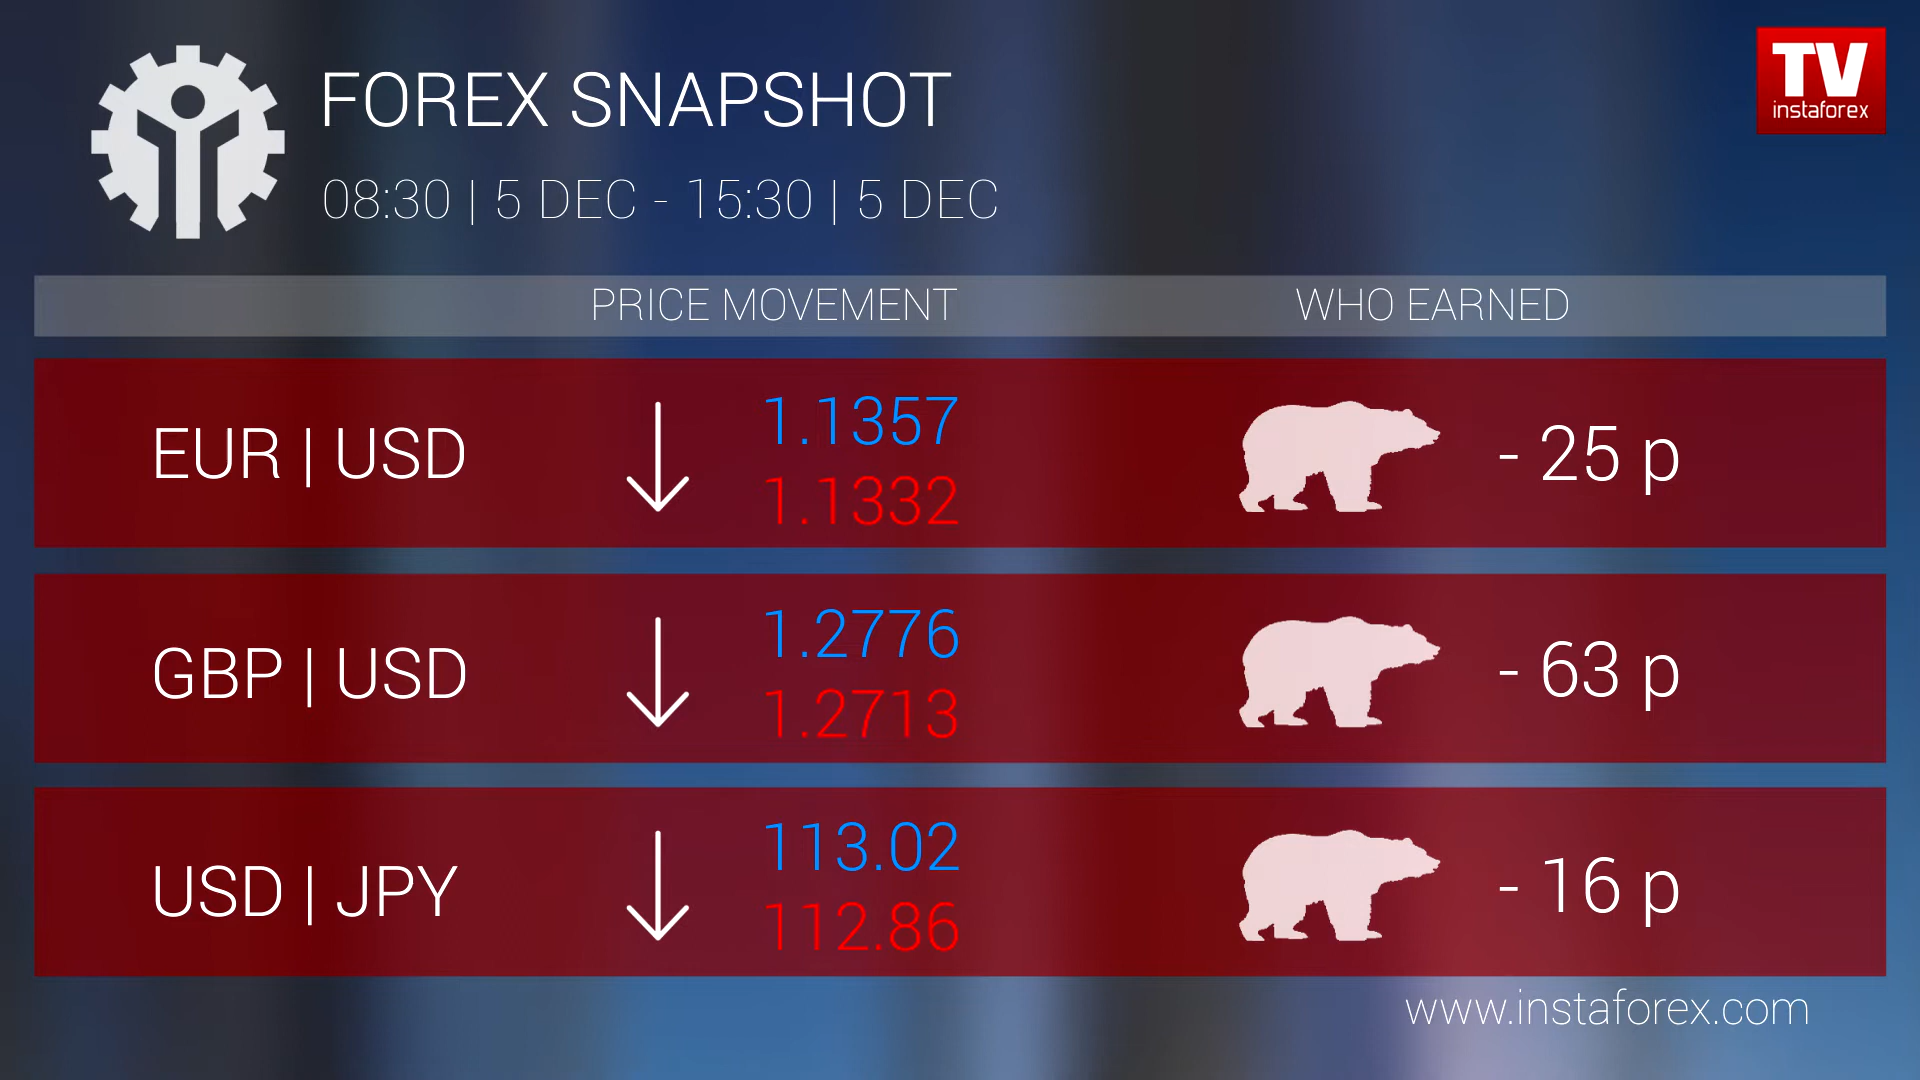 TV
instaforex
FOREX SNAPSHOT
08:30 | 5 DEC - 15:30 | 5 DEC
PRICE MOVEMENT WHO EARNED
EUR | USD 1.1357 - 25 p
1.1332
GBP | USD 1.2776 - 63 p
1.2713
USD | JPY 113.02 - 16 p
112.86
www.instaforex.com